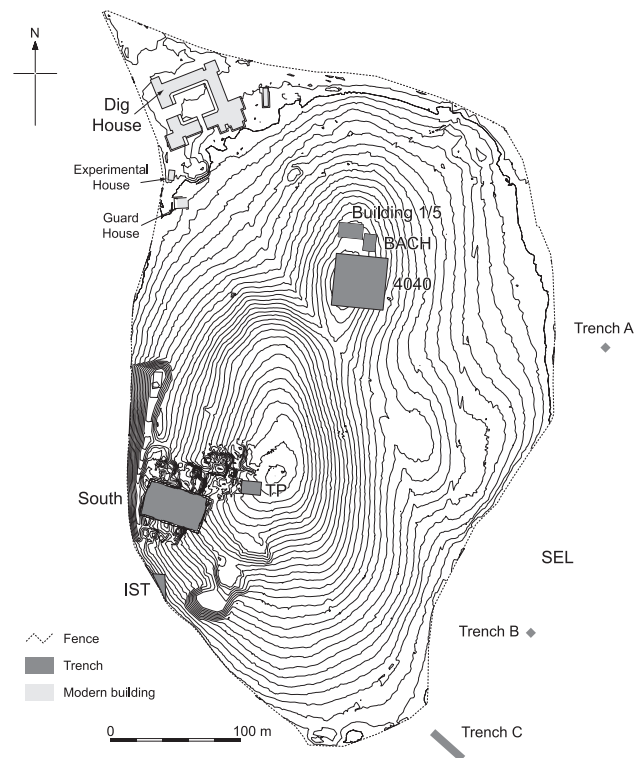 N
Dig
House
Experimental
House
Guard
House
Building 1/5
BACH
4040
Trench A
South
TP
SEL
IST
Trench B
Fence
Trench
Modern building
0 100 m
Trench C